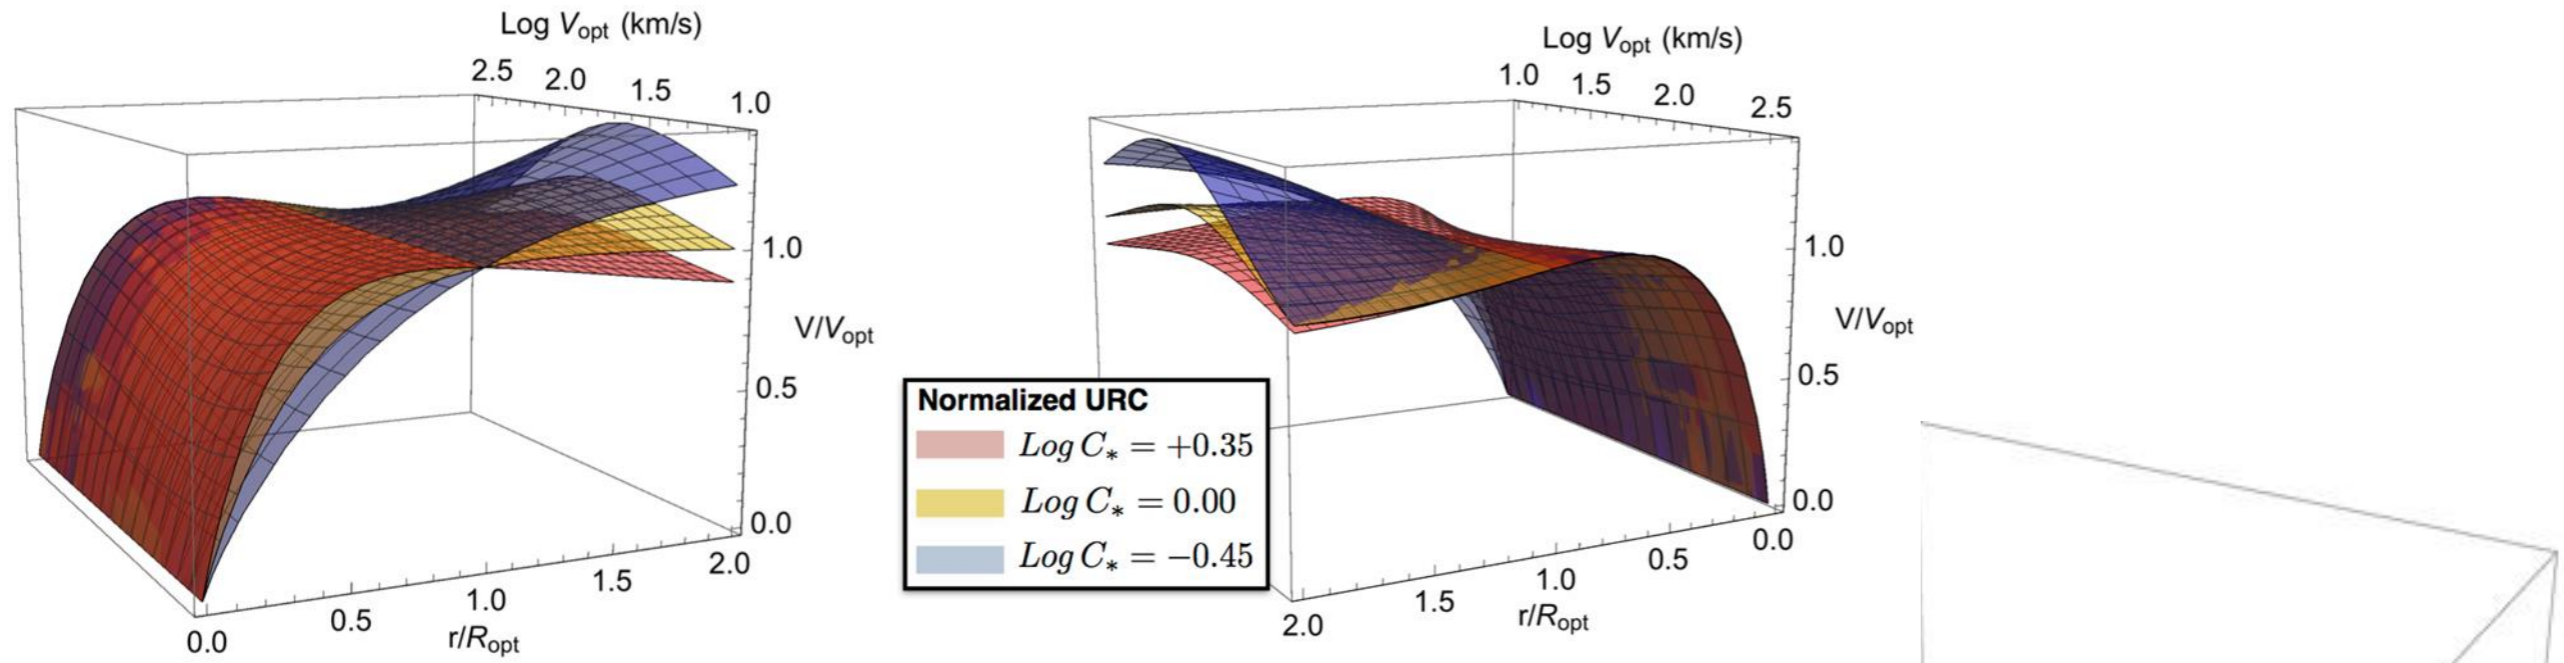 Log V_opt (km/s)
2.5 2.0 1.5 1.0
1.0
V/V_opt
0.5
0.0
0.0 0.5 1.0 1.5 2.0
r/R_opt
Log V_opt (km/s)
1.0 1.5 2.0 2.5
1.0
V/V_opt
0.5
0.0
2.0 1.5 1.0 0.5 0.0
r/R_opt
Normalized URC
Log C_* = +0.35
Log C_* = 0.00
Log C_* = −0.45